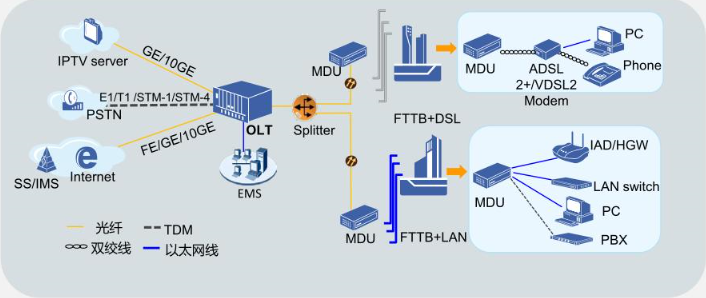 IPTV server
GE/10GE
PSTN
E1/T1 /STM-1/STM-4
SS/IMS
Internet
FE/GE/10GE
OLT
EMS
Splitter
MDU
MDU
FTTB+DSL
FTTB+LAN
MDU
ADSL
2+/VDSL2
Modem
PC
Phone
MDU
IAD/HGW
LAN switch
PC
PBX
光纤
TDM
双绞线
以太网线